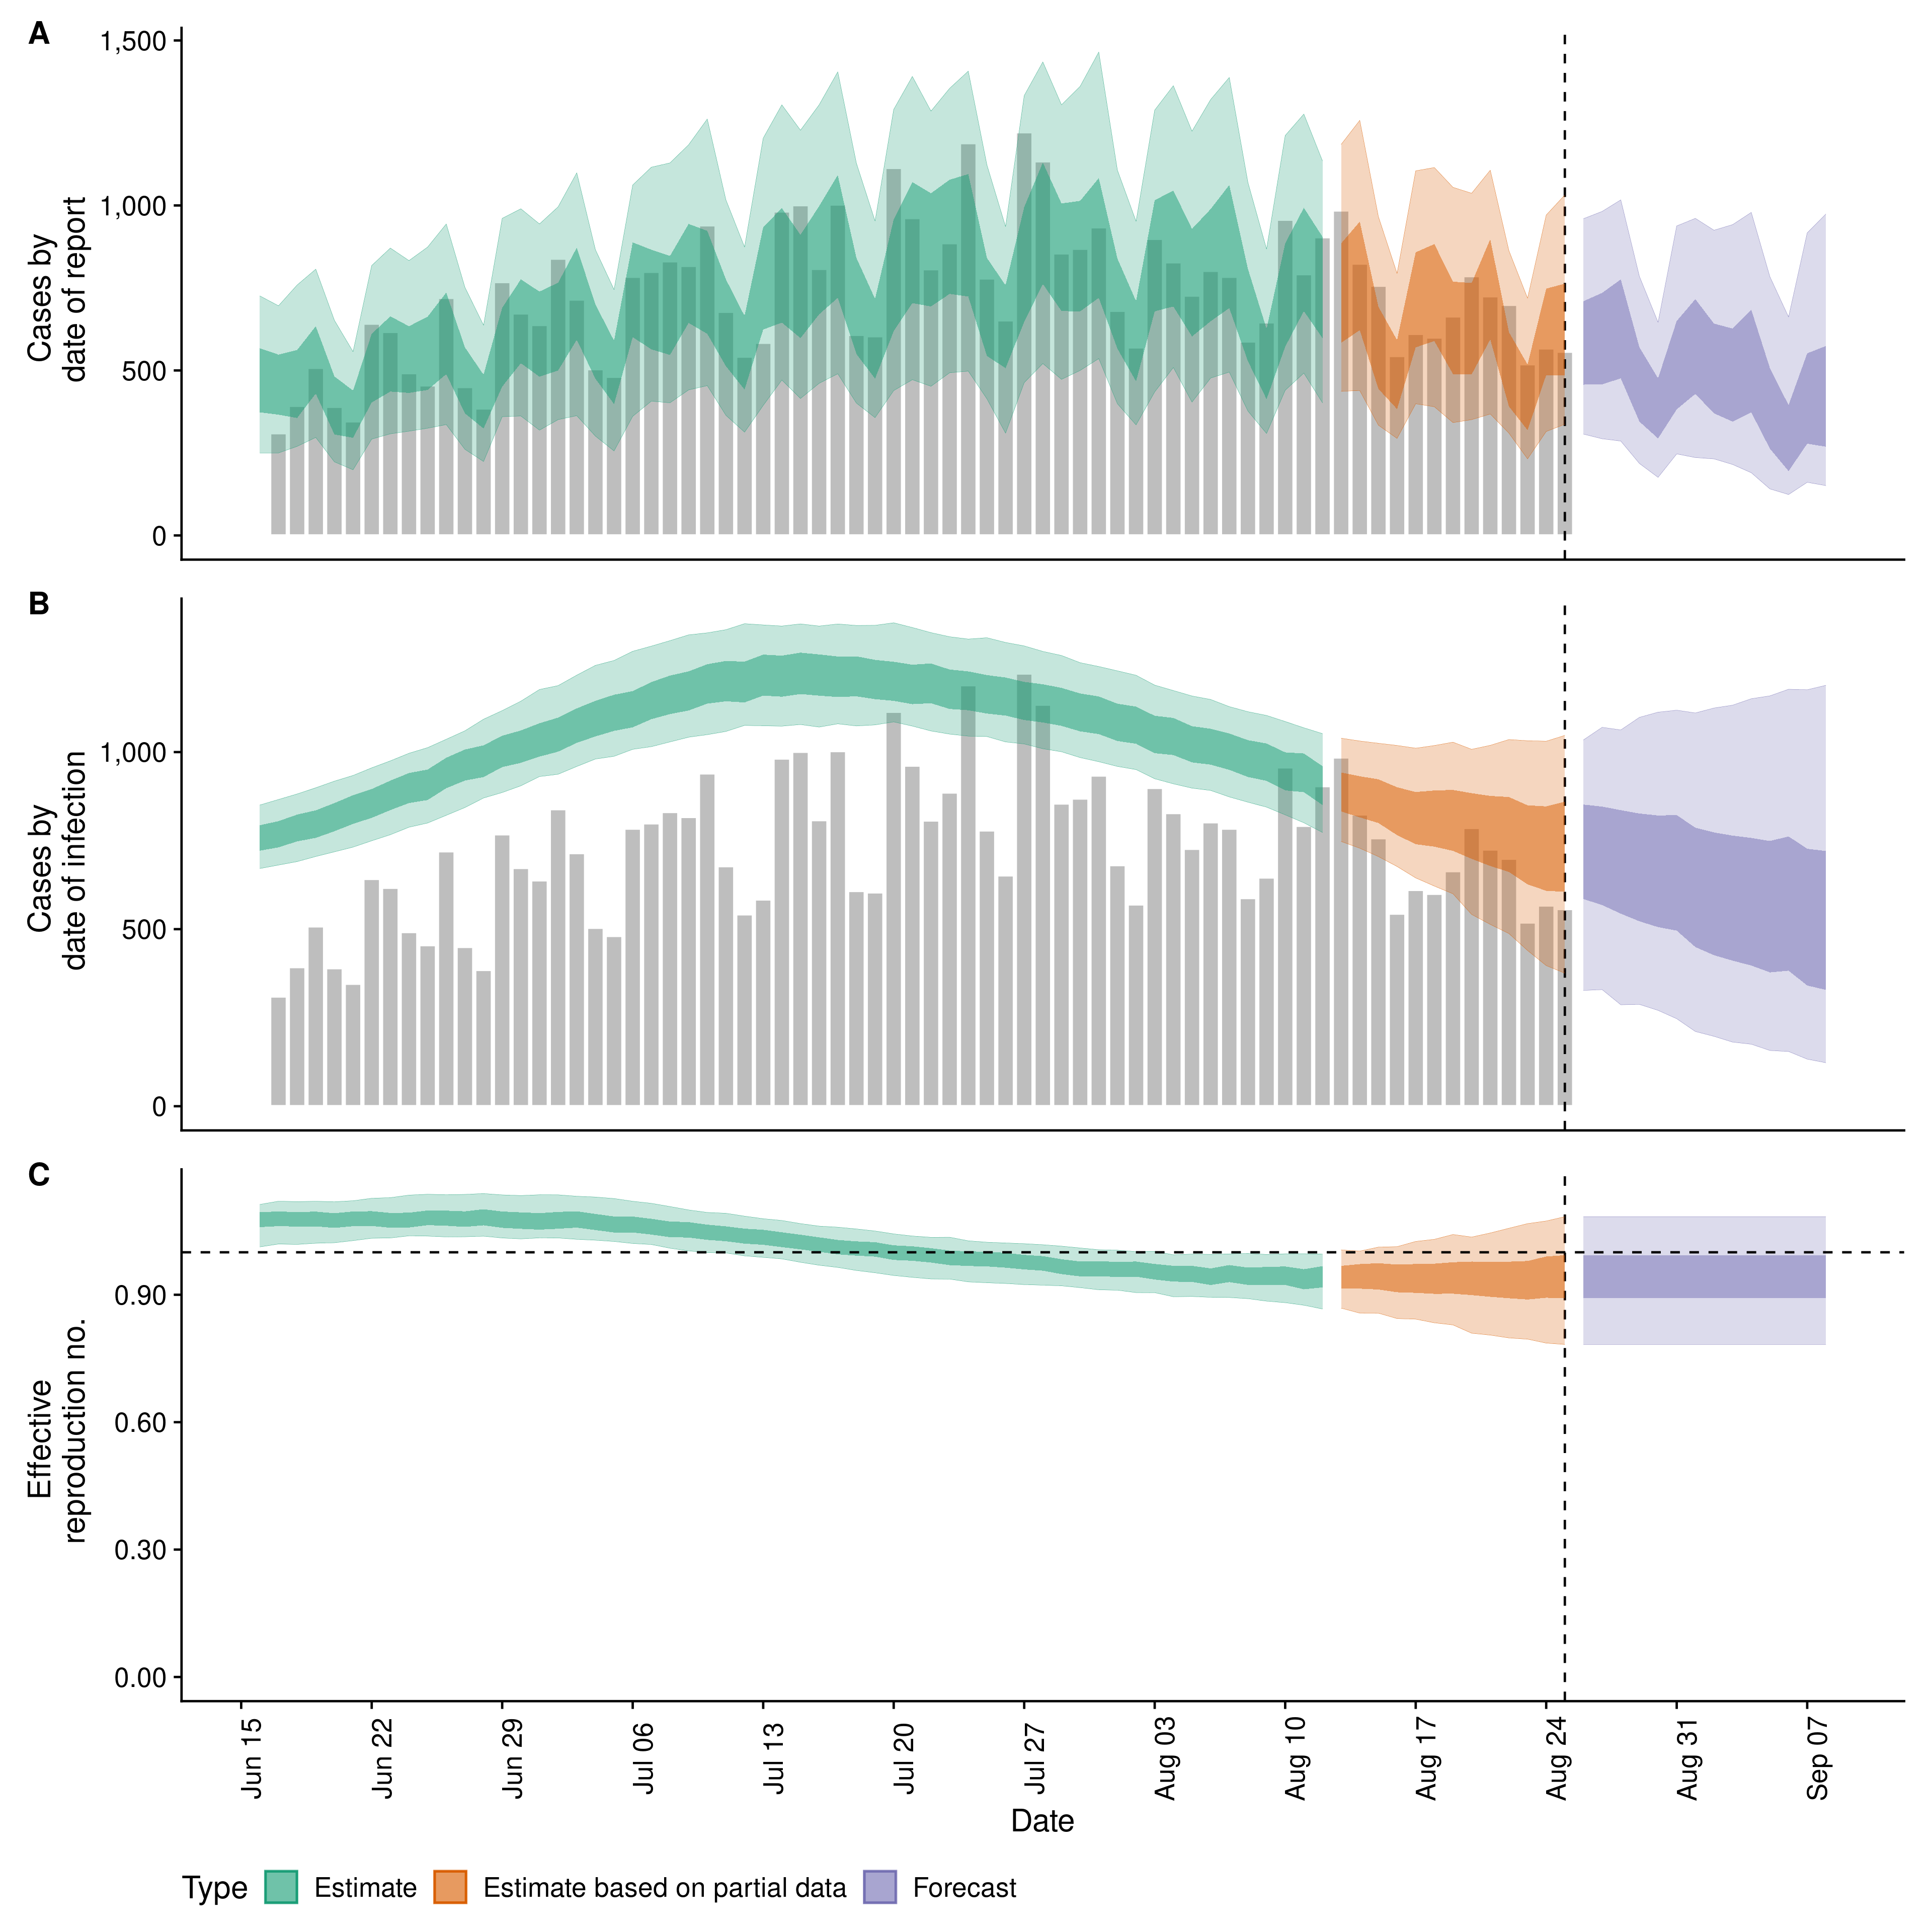 A
Cases by
date of report
1,500
1,000
500
0
B
Cases by
date of infection
1,000
500
0
C
Effective
reproduction no.
0.90
0.60
0.30
0.00
Jun 15
Jun 22
Jun 29
Jul 06
Jul 13
Jul 20
Jul 27
Aug 03
Aug 10
Aug 17
Aug 24
Aug 31
Sep 07
Date
Type Estimate Estimate based on partial data Forecast